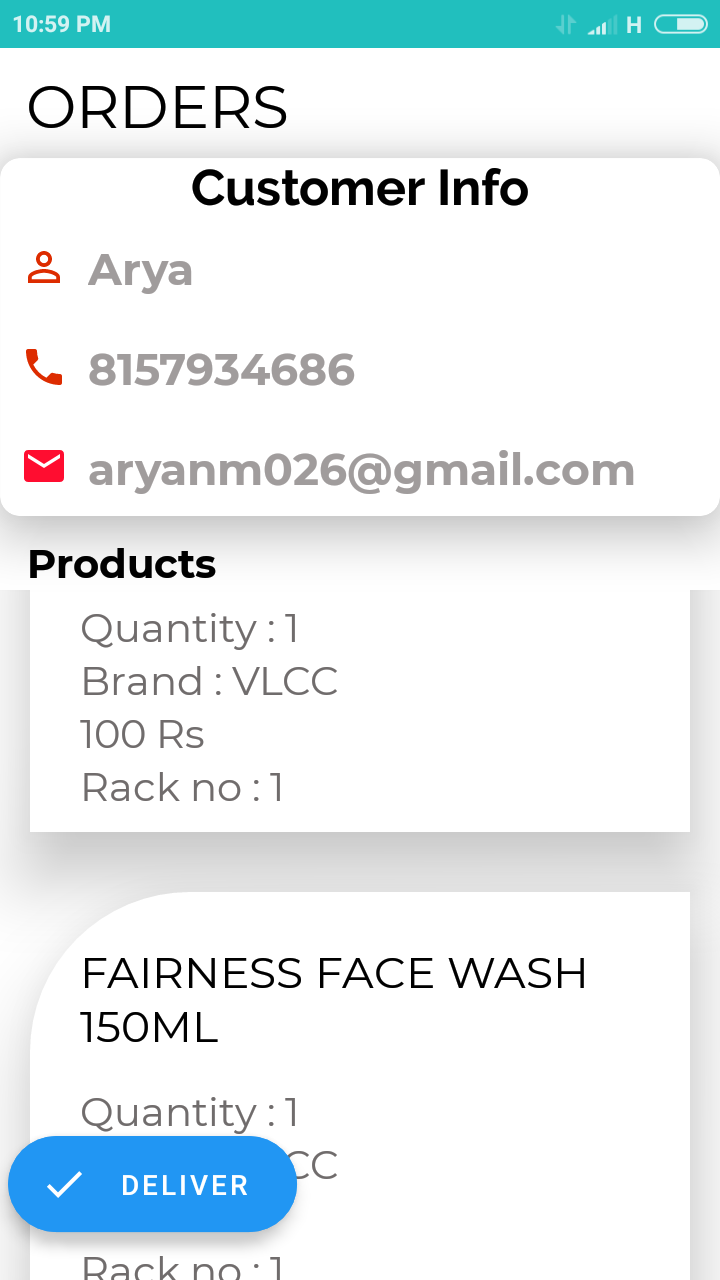 10:59 PM H
ORDERS
Customer Info
Arya
8157934686
aryanm026@gmail.com
Products
Quantity : 1
Brand : VLCC
100 Rs
Rack no : 1
FAIRNESS FACE WASH
150ML
Quantity : 1
CC
DELIVER
Rack no : 1